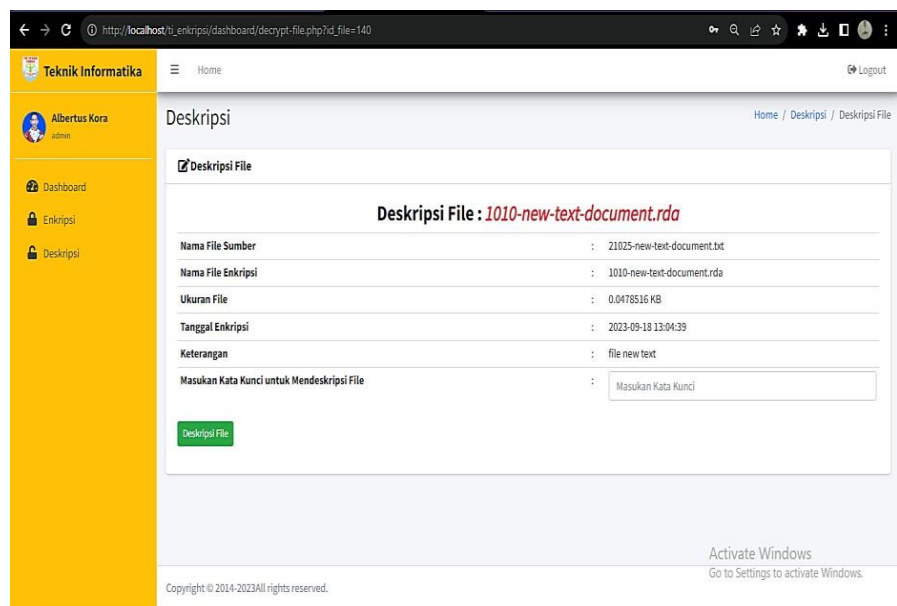 http://localhost/ti_enkripsi/dashboard/decrypt-file.php?id_file=140
Teknik Informatika
Home
Logout
Albertus Kora
admin
Deskripsi
Home / Deskripsi / Deskripsi File
Dashboard
Enkripsi
Deskripsi
Deskripsi File
Deskripsi File : 1010-new-text-document.rda
Nama File Sumber : 21025-new-text-document.txt
Nama File Enkripsi : 1010-new-text-document.rda
Ukuran File : 0.0478516 KB
Tanggal Enkripsi : 2023-09-18 13:04:39
Keterangan : file new text
Masukan Kata Kunci untuk Mendeskripsi File : Masukan Kata Kunci
Deskripsi File
Activate Windows
Go to Settings to activate Windows.
Copyright © 2014-2023All rights reserved.